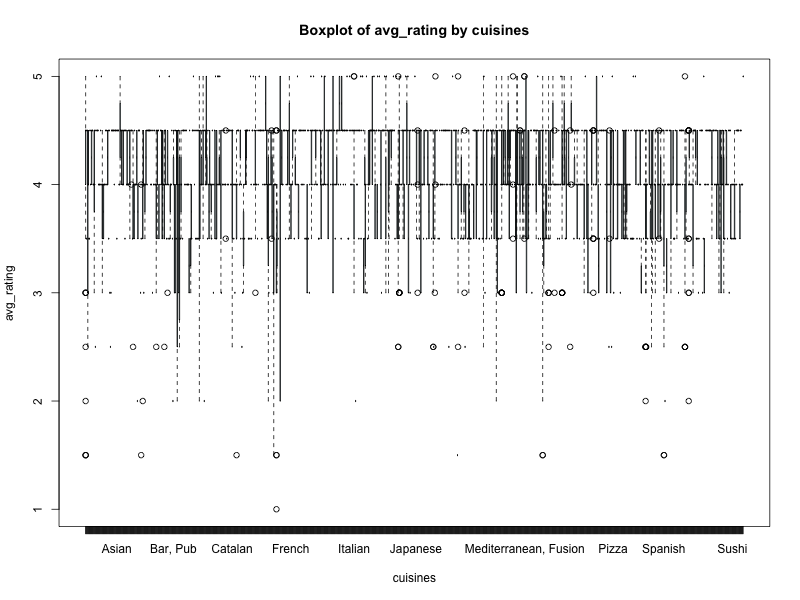 Boxplot of avg_rating by cuisines
5
4
3
2
1
avg_rating
Asian Bar, Pub Catalan French Italian Japanese Mediterranean, Fusion Pizza Spanish Sushi
cuisines